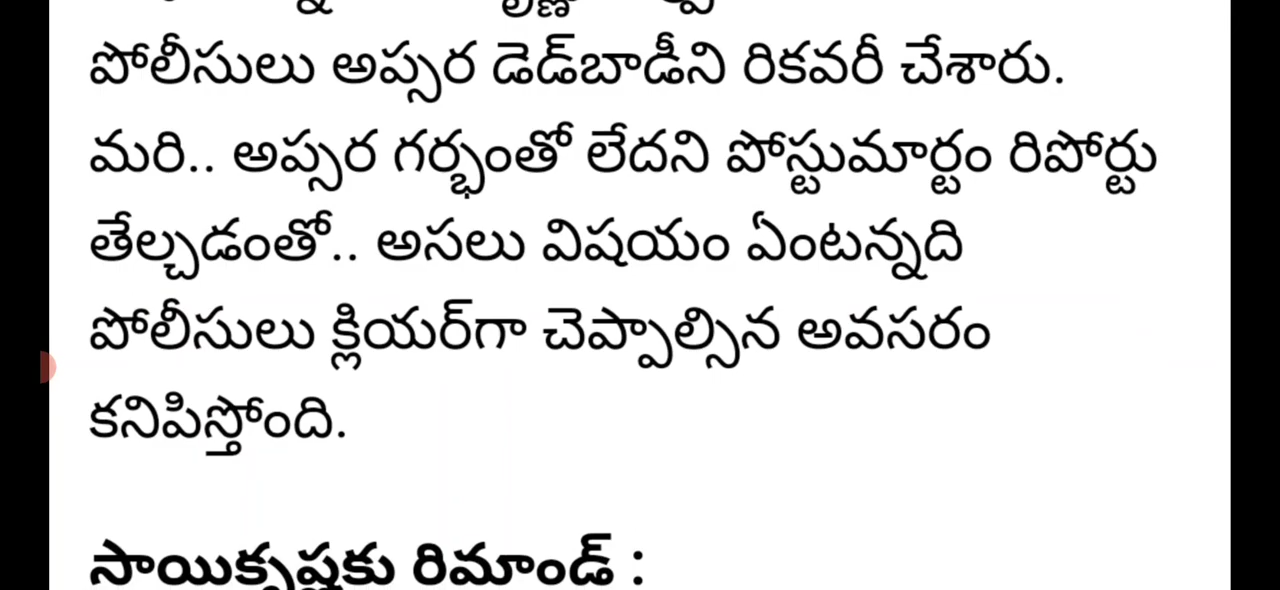 పోలీసులు అప్సర డెడ్‌బాడీని రికవరీ చేశారు.
మరి.. అప్సర గర్భంతో లేదని పోస్టుమార్టం రిపోర్టు
తేల్చడంతో.. అసలు విషయం ఏంటన్నది
పోలీసులు క్లియర్‌గా చెప్పాల్సిన అవసరం
కనిపిస్తోంది.
సాయికృష్ణకు రిమాండ్ :